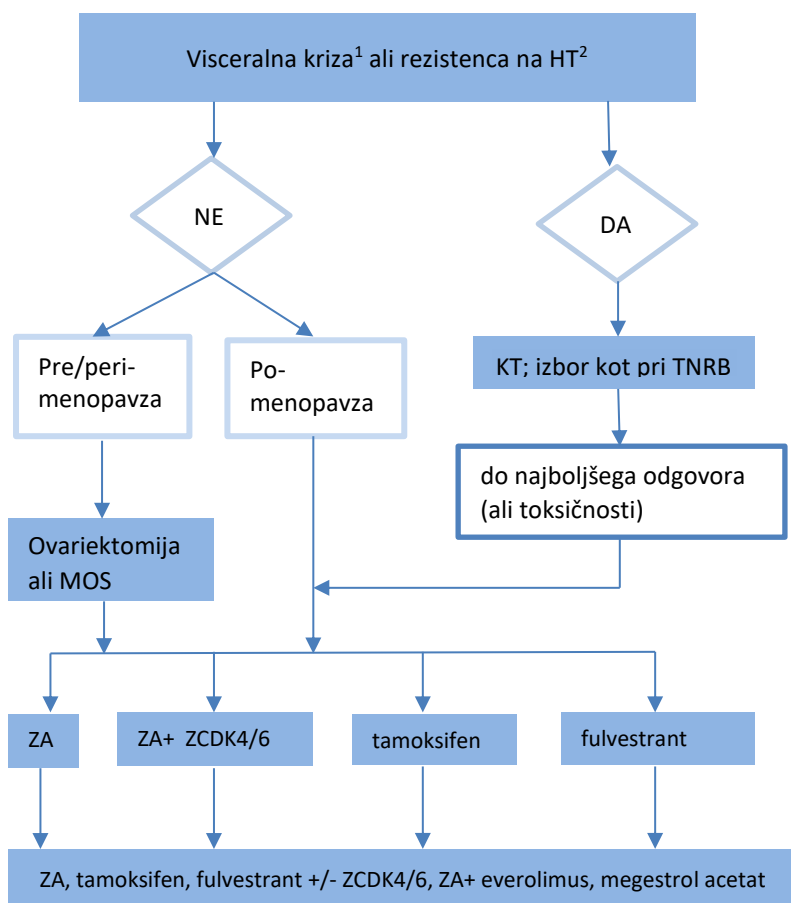 Visceralna kriza¹ ali rezistenca na HT²
NE
DA
Pre/peri-
menopavza
Po-
menopavza
KT; izbor kot pri TNRB
do najboljšega odgovora
(ali toksičnosti)
Ovariektomija
ali MOS
ZA
ZA+ ZCDK4/6
tamoksifen
fulvestrant
ZA, tamoksifen, fulvestrant +/- ZCDK4/6, ZA+ everolimus, megestrol acetat